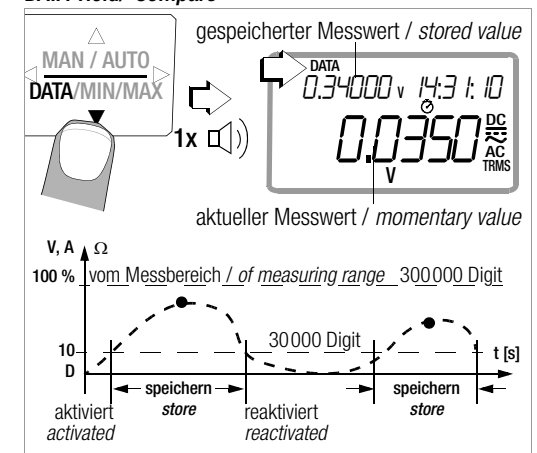 DATA Hold/ Compare
gespeicherter Messwert / stored value
MAN / AUTO
DATA/MIN/MAX
1x
DATA
0.34000 V 14:31:10
0.0350
DC
AC
TRMS
V
aktueller Messwert / momentary value
V, A Ω
100 % vom Messbereich / of measuring range 300000 Digit
30000 Digit
10
D
t [s]
speichern
store
speichern
store
aktiviert
activated
reaktiviert
reactivated